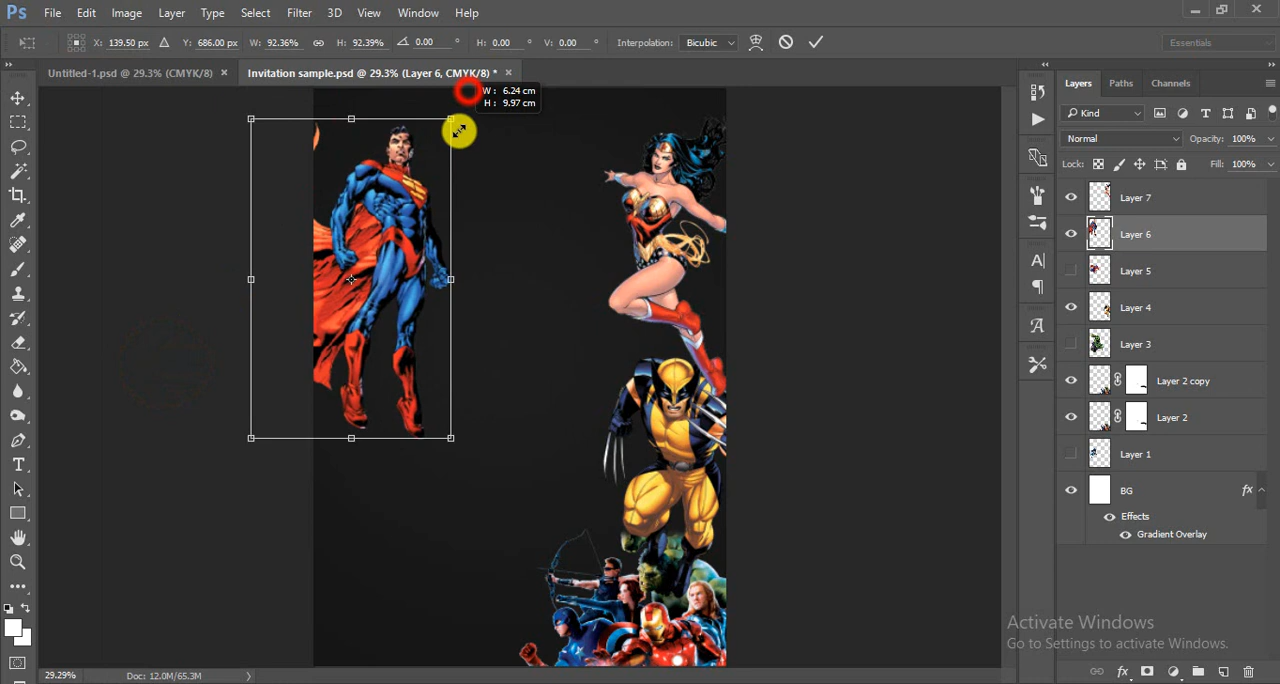 Ps File Edit Image Layer Type Select Filter 3D View Window Help
X: 139.50 px Y: 686.00 px W: 92.36% H: 92.39% 0.00 ° H: 0.00 ° V: 0.00 ° Interpolation: Bicubic Essentials
Untitled-1.psd @ 29.3% (CMYK/8) × Invitation sample.psd @ 29.3% (Layer 6, CMYK/8) * ×
W: 6.24 cm
H: 9.97 cm
Layers Paths Channels
Kind
Normal Opacity: 100%
Lock: Fill: 100%
Layer 7
Layer 6
Layer 5
Layer 4
Layer 3
Layer 2 copy
Layer 2
Layer 1
BG fx
Effects
Gradient Overlay
Activate Windows
Go to Settings to activate Windows.
29.29% Doc: 12.0M/65.3M